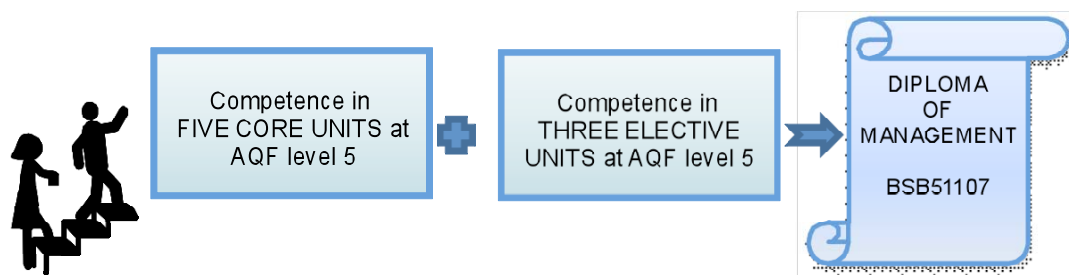 Competence in
FIVE CORE UNITS at
AQF level 5
Competence in
THREE ELECTIVE
UNITS at AQF level 5
DIPLOMA
OF
MANAGEMENT
BSB51107